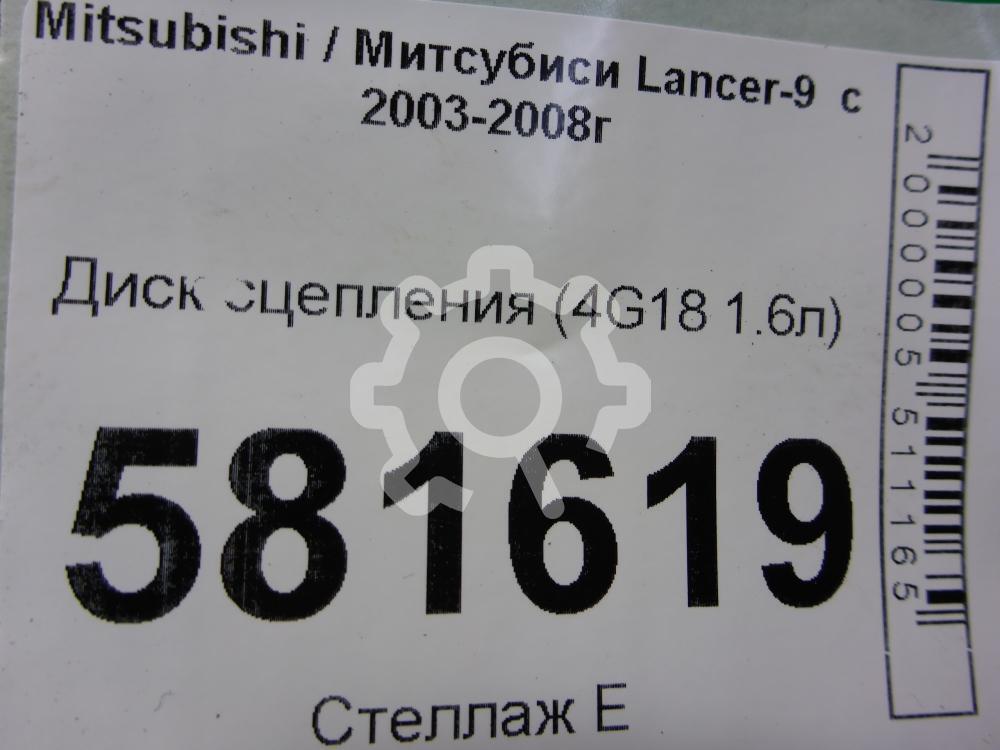 Mitsubishi / Митсубиси Lancer-9 с
2003-2008г
Диск сцепления (4G18 1.6л)
581619
Стеллаж Е
2000005511165